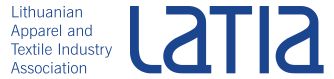 Lithuanian
Apparel and
Textile Industry
Association
LATIA